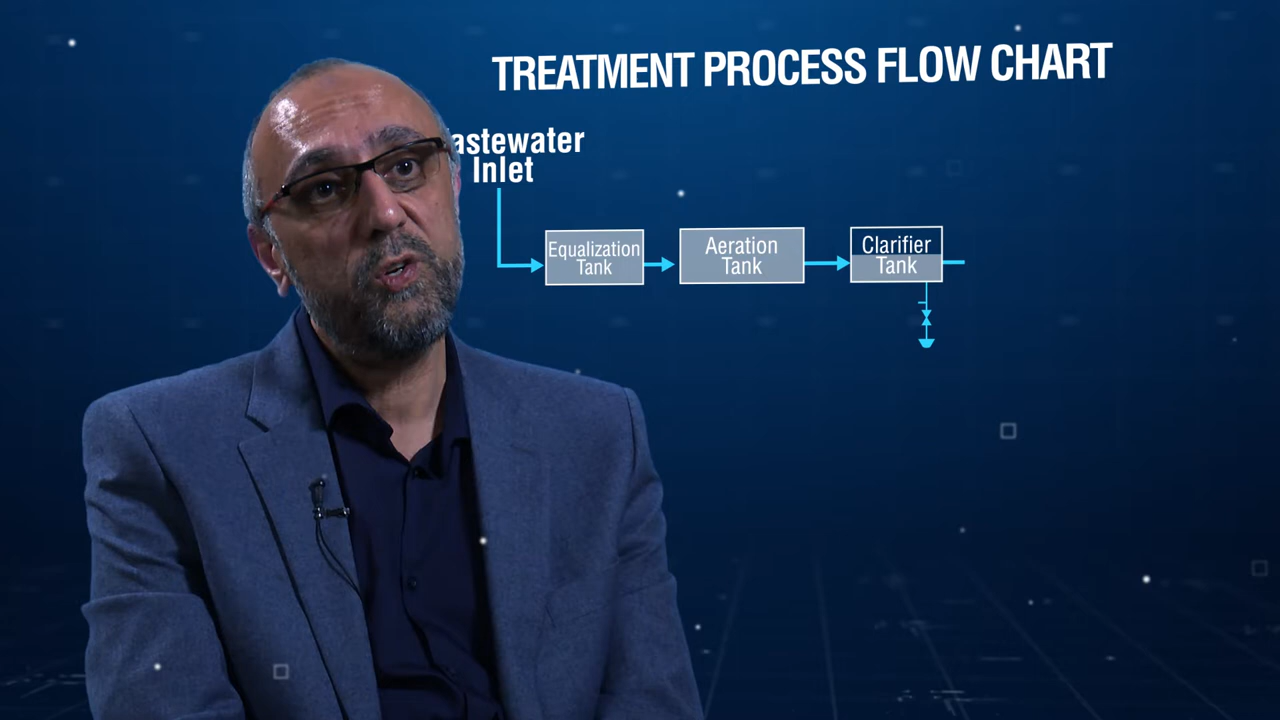 TREATMENT PROCESS FLOW CHART
astewater
Inlet
Equalization
Tank
Aeration
Tank
Clarifier
Tank